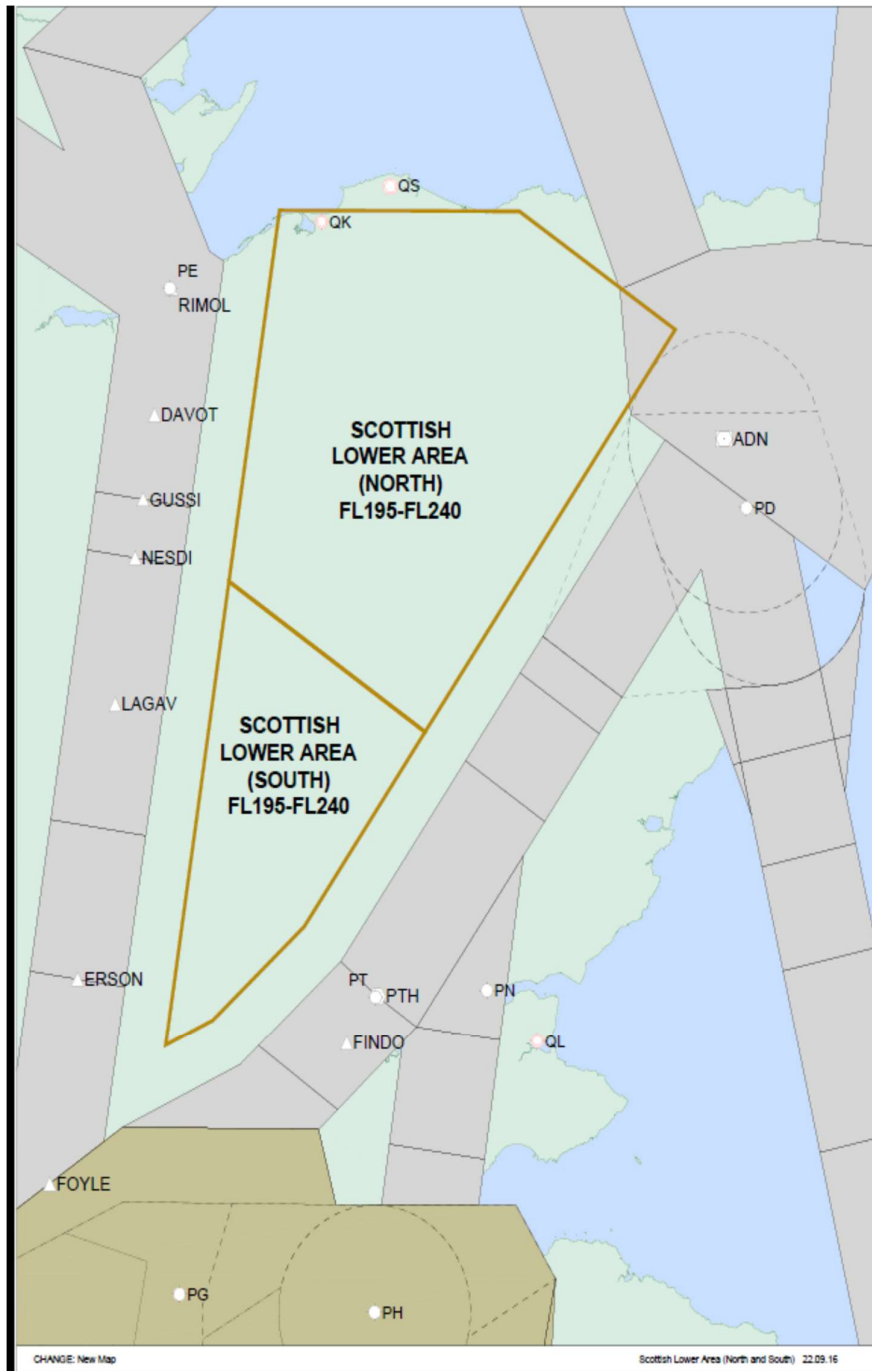 QS
QK
PE
RIMOL
DAVOT
SCOTTISH
LOWER AREA
(NORTH)
FL195-FL240
ADN
GUSSI
PD
NESDI
LAGAV
SCOTTISH
LOWER AREA
(SOUTH)
FL195-FL240
ERSON
PT
PTH
PN
FINDO
QL
FOYLE
PG
PH
CHANGE: New Map
Scottish Lower Area (North and South) 22.09.16